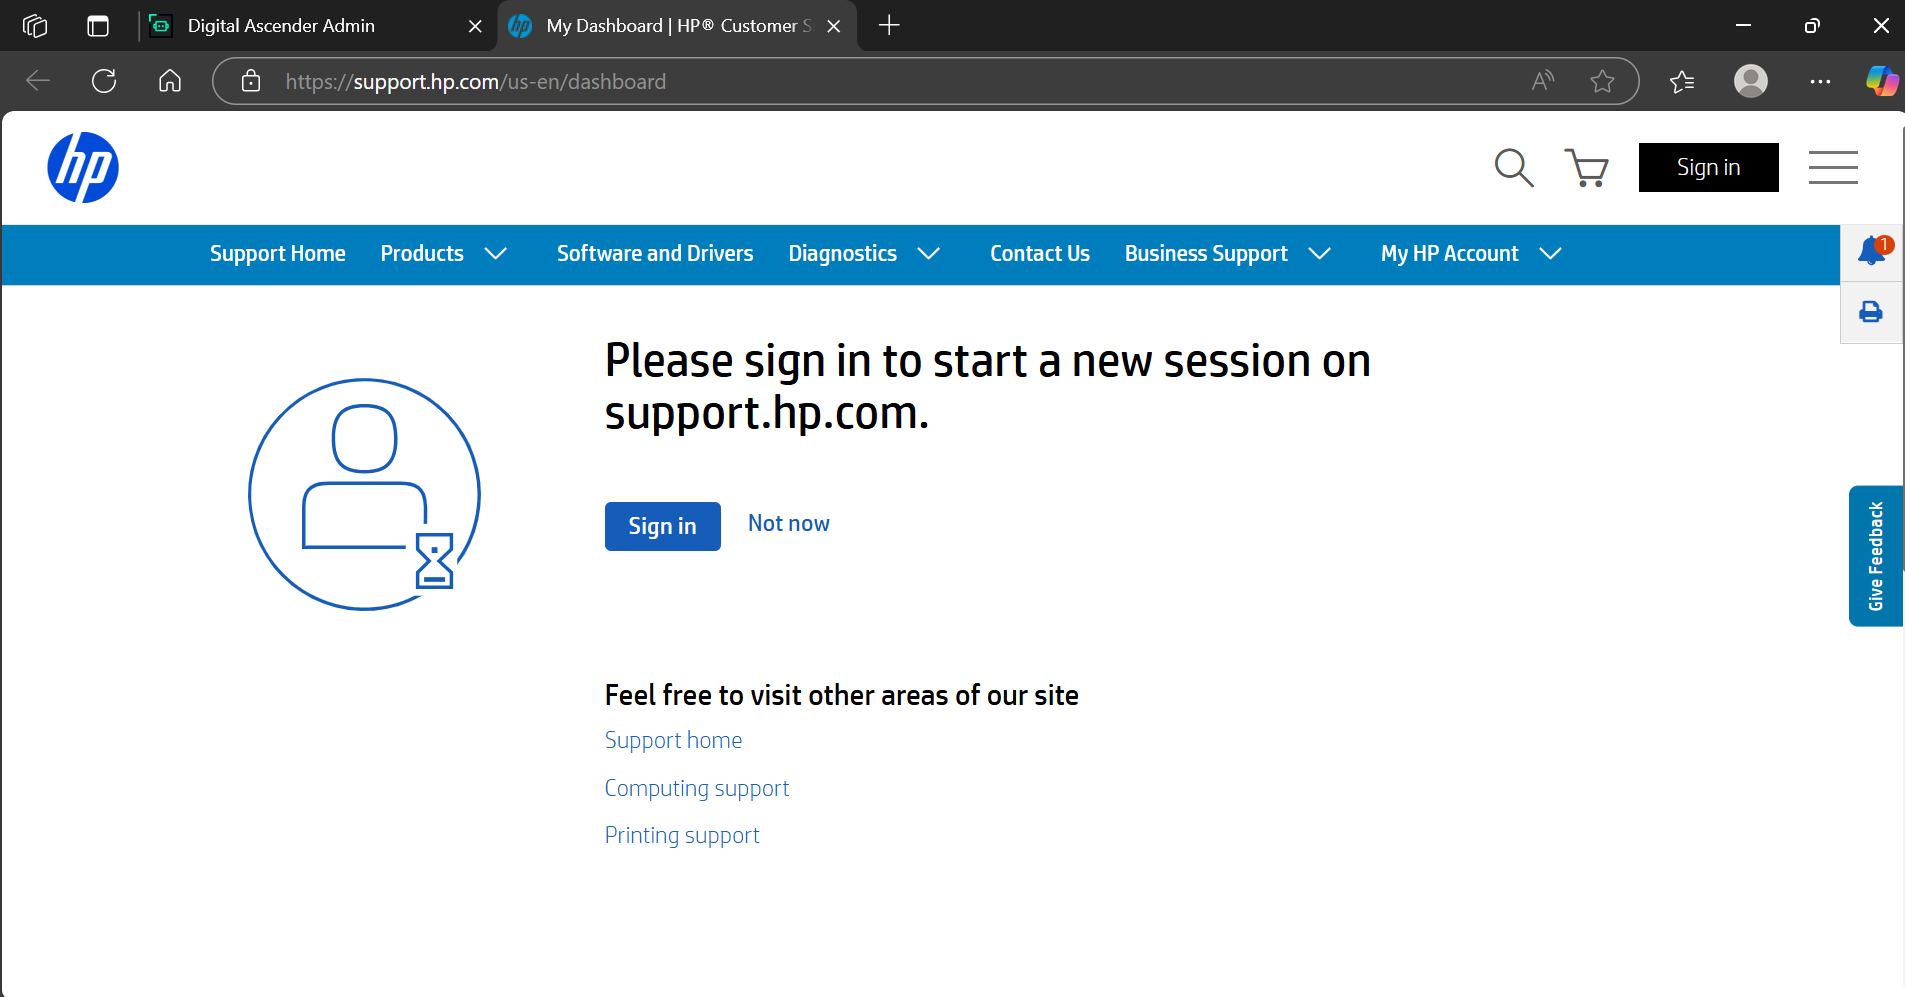 Digital Ascender Admin
My Dashboard | HP® Customer S
https://support.hp.com/us-en/dashboard
hp
Sign in
Support Home Products Software and Drivers Diagnostics Contact Us Business Support My HP Account
1
Please sign in to start a new session on
support.hp.com.
Sign in Not now
Give Feedback
Feel free to visit other areas of our site
Support home
Computing support
Printing support